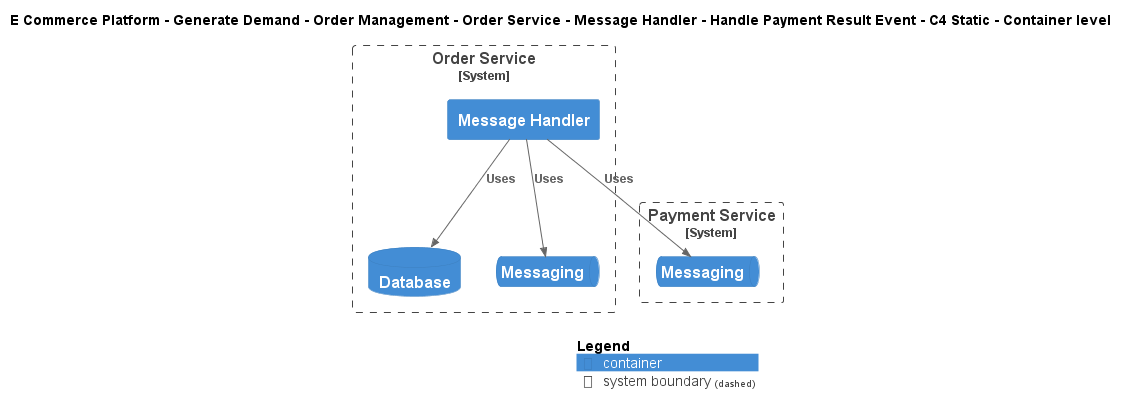 E Commerce Platform - Generate Demand - Order Management - Order Service - Message Handler - Handle Payment Result Event - C4 Static - Container level
Order Service
[System]
Message Handler
Uses
Uses
Uses
Payment Service
[System]
Database
Messaging
Messaging
Legend
container
system boundary (dashed)